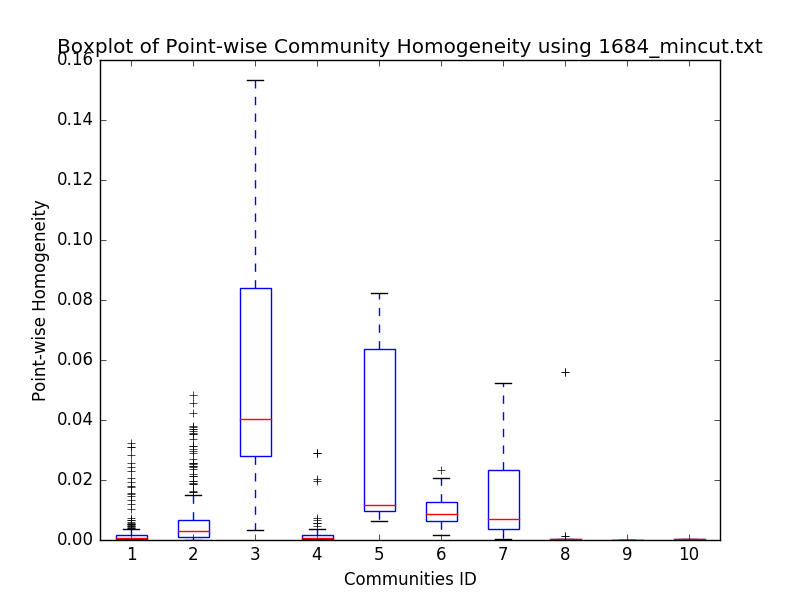 Boxplot of Point-wise Community Homogeneity using 1684_mincut.txt
0.16
0.14
0.12
0.10
0.08
0.06
0.04
0.02
0.00
Point-wise Homogeneity
1 2 3 4 5 6 7 8 9 10
Communities ID